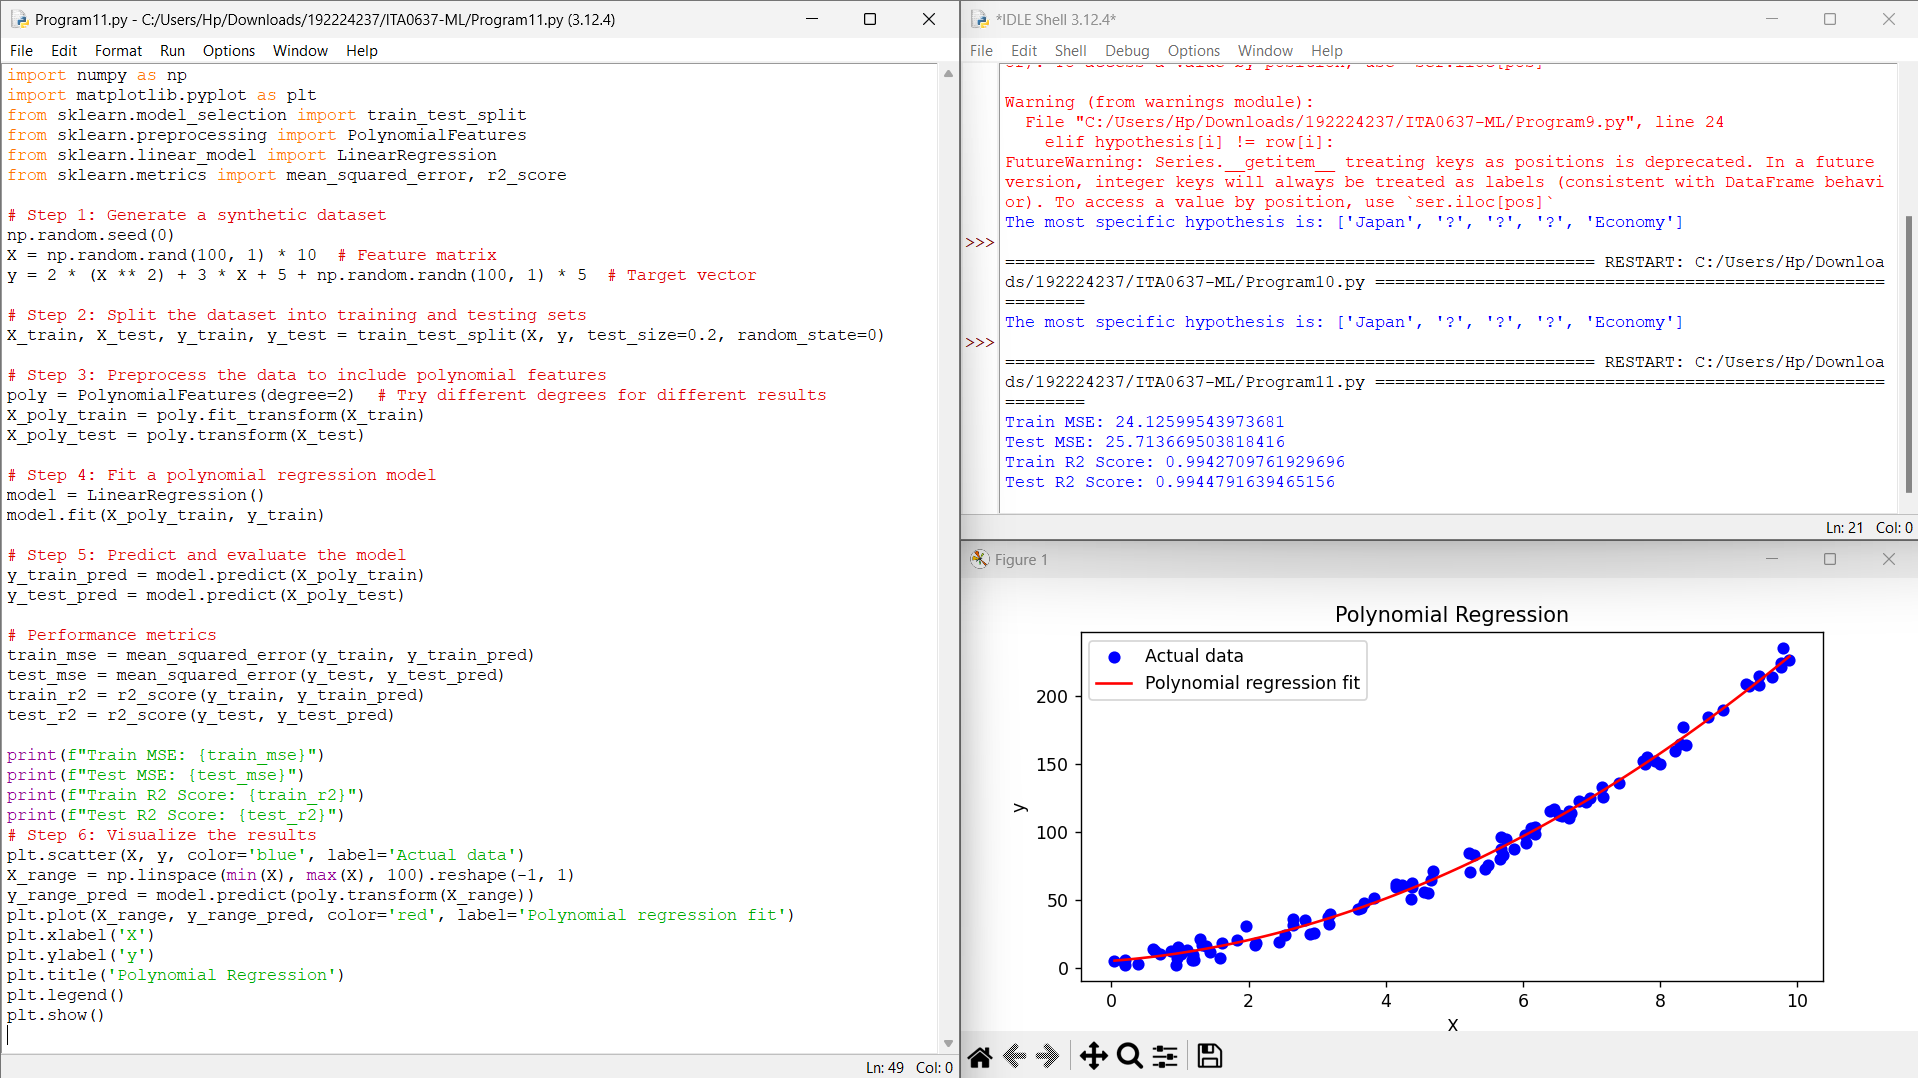 Program11.py - C:/Users/Hp/Downloads/192224237/ITA0637-ML/Program11.py (3.12.4)
File Edit Format Run Options Window Help
import numpy as np
import matplotlib.pyplot as plt
from sklearn.model_selection import train_test_split
from sklearn.preprocessing import PolynomialFeatures
from sklearn.linear_model import LinearRegression
from sklearn.metrics import mean_squared_error, r2_score
# Step 1: Generate a synthetic dataset
np.random.seed(0)
X = np.random.rand(100, 1) * 10  # Feature matrix
y = 2 * (X ** 2) + 3 * X + 5 + np.random.randn(100, 1) * 5  # Target vector
# Step 2: Split the dataset into training and testing sets
X_train, X_test, y_train, y_test = train_test_split(X, y, test_size=0.2, random_state=0)
# Step 3: Preprocess the data to include polynomial features
poly = PolynomialFeatures(degree=2)  # Try different degrees for different results
X_poly_train = poly.fit_transform(X_train)
X_poly_test = poly.transform(X_test)
# Step 4: Fit a polynomial regression model
model = LinearRegression()
model.fit(X_poly_train, y_train)
# Step 5: Predict and evaluate the model
y_train_pred = model.predict(X_poly_train)
y_test_pred = model.predict(X_poly_test)
# Performance metrics
train_mse = mean_squared_error(y_train, y_train_pred)
test_mse = mean_squared_error(y_test, y_test_pred)
train_r2 = r2_score(y_train, y_train_pred)
test_r2 = r2_score(y_test, y_test_pred)
print(f"Train MSE: {train_mse}")
print(f"Test MSE: {test_mse}")
print(f"Train R2 Score: {train_r2}")
print(f"Test R2 Score: {test_r2}")
# Step 6: Visualize the results
plt.scatter(X, y, color='blue', label='Actual data')
X_range = np.linspace(min(X), max(X), 100).reshape(-1, 1)
y_range_pred = model.predict(poly.transform(X_range))
plt.plot(X_range, y_range_pred, color='red', label='Polynomial regression fit')
plt.xlabel('X')
plt.ylabel('y')
plt.title('Polynomial Regression')
plt.legend()
plt.show()
Ln: 49 Col: 0
*IDLE Shell 3.12.4*
File Edit Shell Debug Options Window Help
or). To access a value by position, use `ser.iloc[pos]`
Warning (from warnings module):
  File "C:/Users/Hp/Downloads/192224237/ITA0637-ML/Program9.py", line 24
    elif hypothesis[i] != row[i]:
FutureWarning: Series.__getitem__ treating keys as positions is deprecated. In a future
version, integer keys will always be treated as labels (consistent with DataFrame behavi
or). To access a value by position, use `ser.iloc[pos]`
The most specific hypothesis is: ['Japan', '?', '?', '?', 'Economy']
>>>
=========================================================== RESTART: C:/Users/Hp/Downloa
ds/192224237/ITA0637-ML/Program10.py ===================================================
========
The most specific hypothesis is: ['Japan', '?', '?', '?', 'Economy']
>>>
=========================================================== RESTART: C:/Users/Hp/Downloa
ds/192224237/ITA0637-ML/Program11.py ===================================================
========
Train MSE: 24.12599543973681
Test MSE: 25.713669503818416
Train R2 Score: 0.9942709761929696
Test R2 Score: 0.9944791639465156
Ln: 21 Col: 0
Figure 1
Polynomial Regression
Actual data
Polynomial regression fit
200
150
100
50
0
y
0 2 4 6 8 10
X